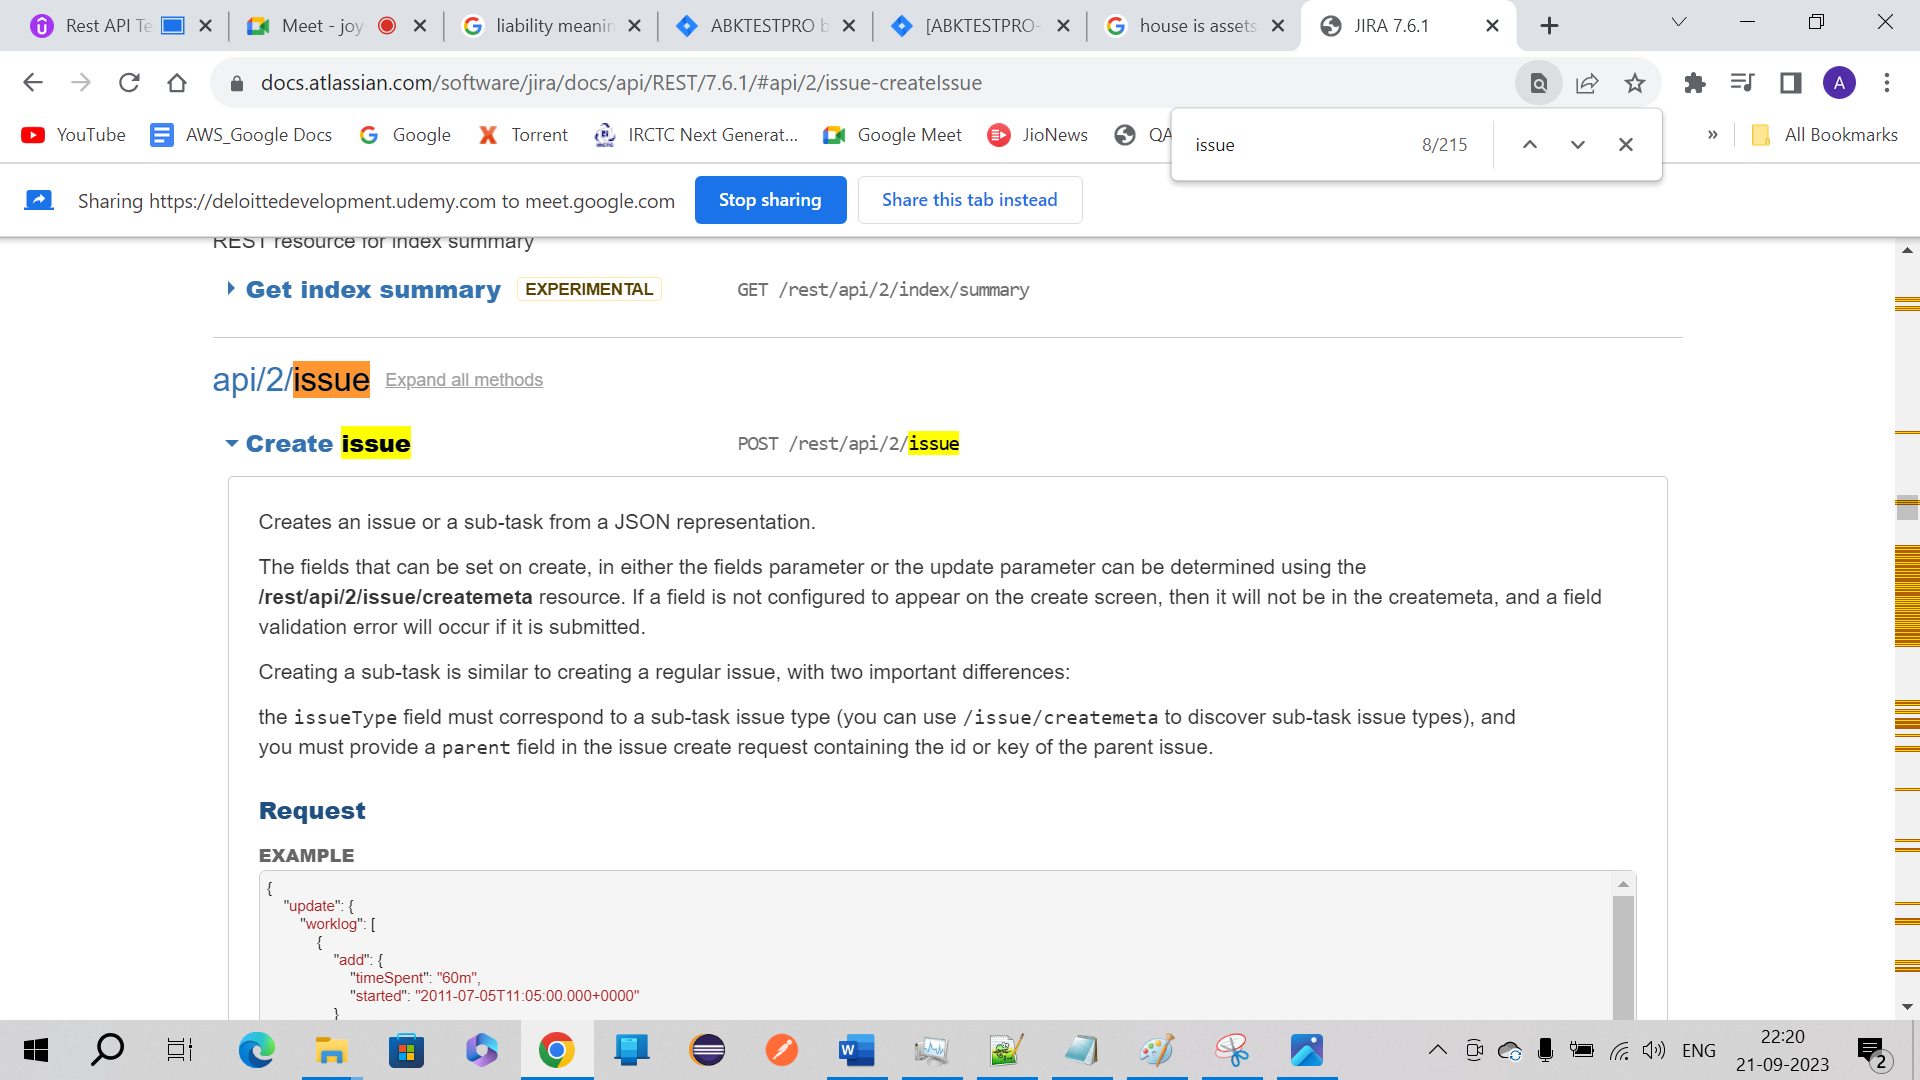 Rest API Te
Meet - joy
liability meanin
ABKTESTPRO b
[ABKTESTPRO-
house is assets
JIRA 7.6.1
docs.atlassian.com/software/jira/docs/api/REST/7.6.1/#api/2/issue-createIssue
A
YouTube
AWS_Google Docs
Google
Torrent
IRCTC Next Generat...
Google Meet
JioNews
QA
»
All Bookmarks
issue
8/215
Sharing https://deloittedevelopment.udemy.com to meet.google.com
Stop sharing
Share this tab instead
REST resource for index summary
Get index summary EXPERIMENTAL GET /rest/api/2/index/summary
api/2/issue Expand all methods
Create issue POST /rest/api/2/issue
Creates an issue or a sub-task from a JSON representation.
The fields that can be set on create, in either the fields parameter or the update parameter can be determined using the
/rest/api/2/issue/createmeta resource. If a field is not configured to appear on the create screen, then it will not be in the createmeta, and a field
validation error will occur if it is submitted.
Creating a sub-task is similar to creating a regular issue, with two important differences:
the issueType field must correspond to a sub-task issue type (you can use /issue/createmeta to discover sub-task issue types), and
you must provide a parent field in the issue create request containing the id or key of the parent issue.
Request
EXAMPLE
{
"update": {
"worklog": [
{
"add": {
"timeSpent": "60m",
"started": "2011-07-05T11:05:00.000+0000"
}
ENG
22:20
21-09-2023
2